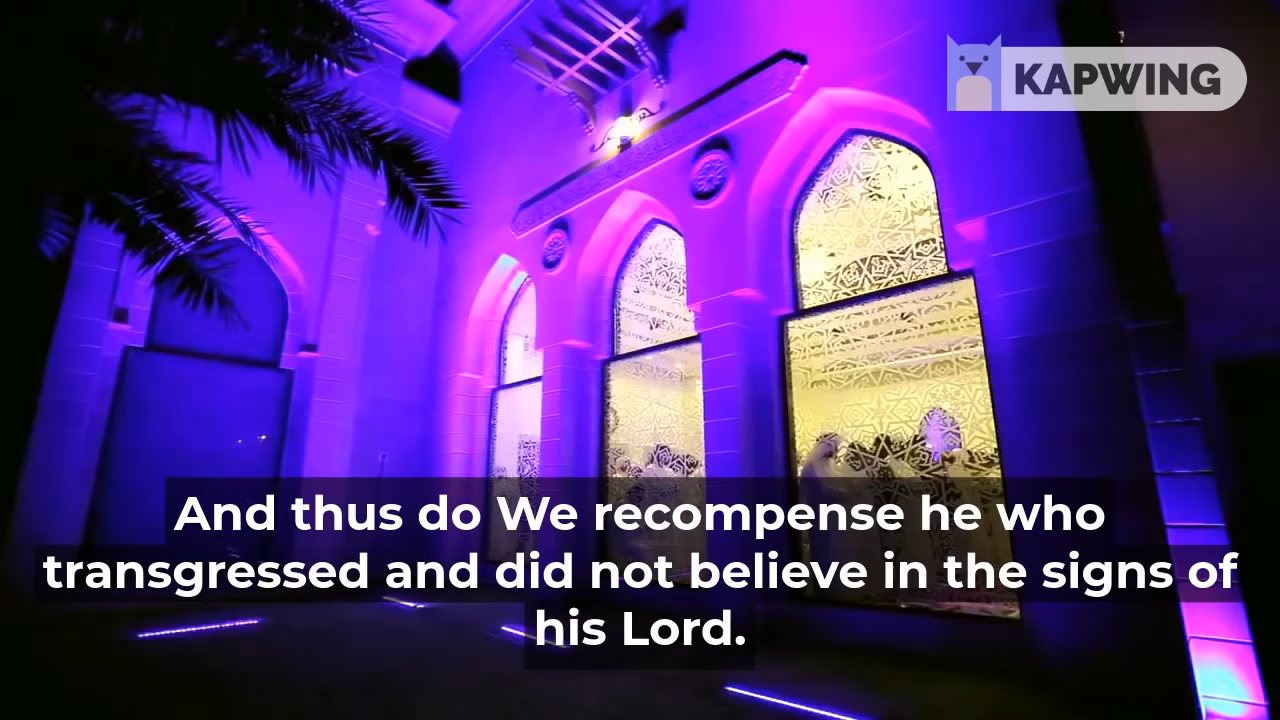 KAPWING
And thus do We recompense he who
transgressed and did not believe in the signs of
his Lord.